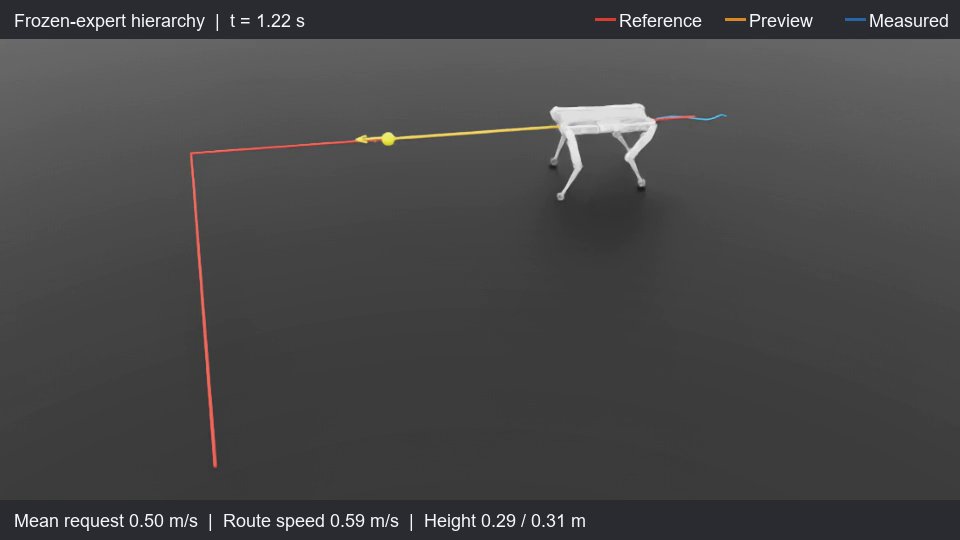 Frozen-expert hierarchy | t = 1.22 s
Reference Preview Measured
Mean request 0.50 m/s | Route speed 0.59 m/s | Height 0.29 / 0.31 m